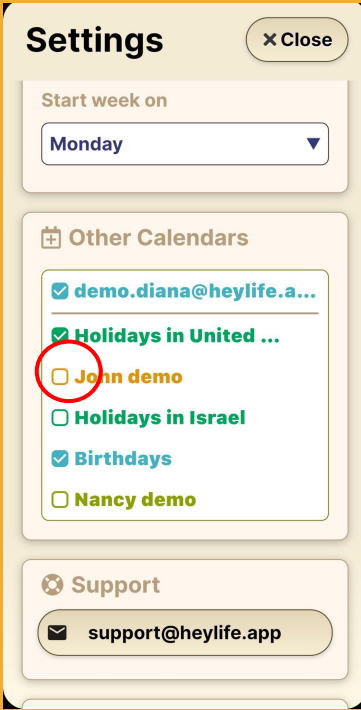 Settings
Close
Start week on
Monday
Other Calendars
demo.diana@heylife.a...
Holidays in United ...
John demo
Holidays in Israel
Birthdays
Nancy demo
Support
support@heylife.app